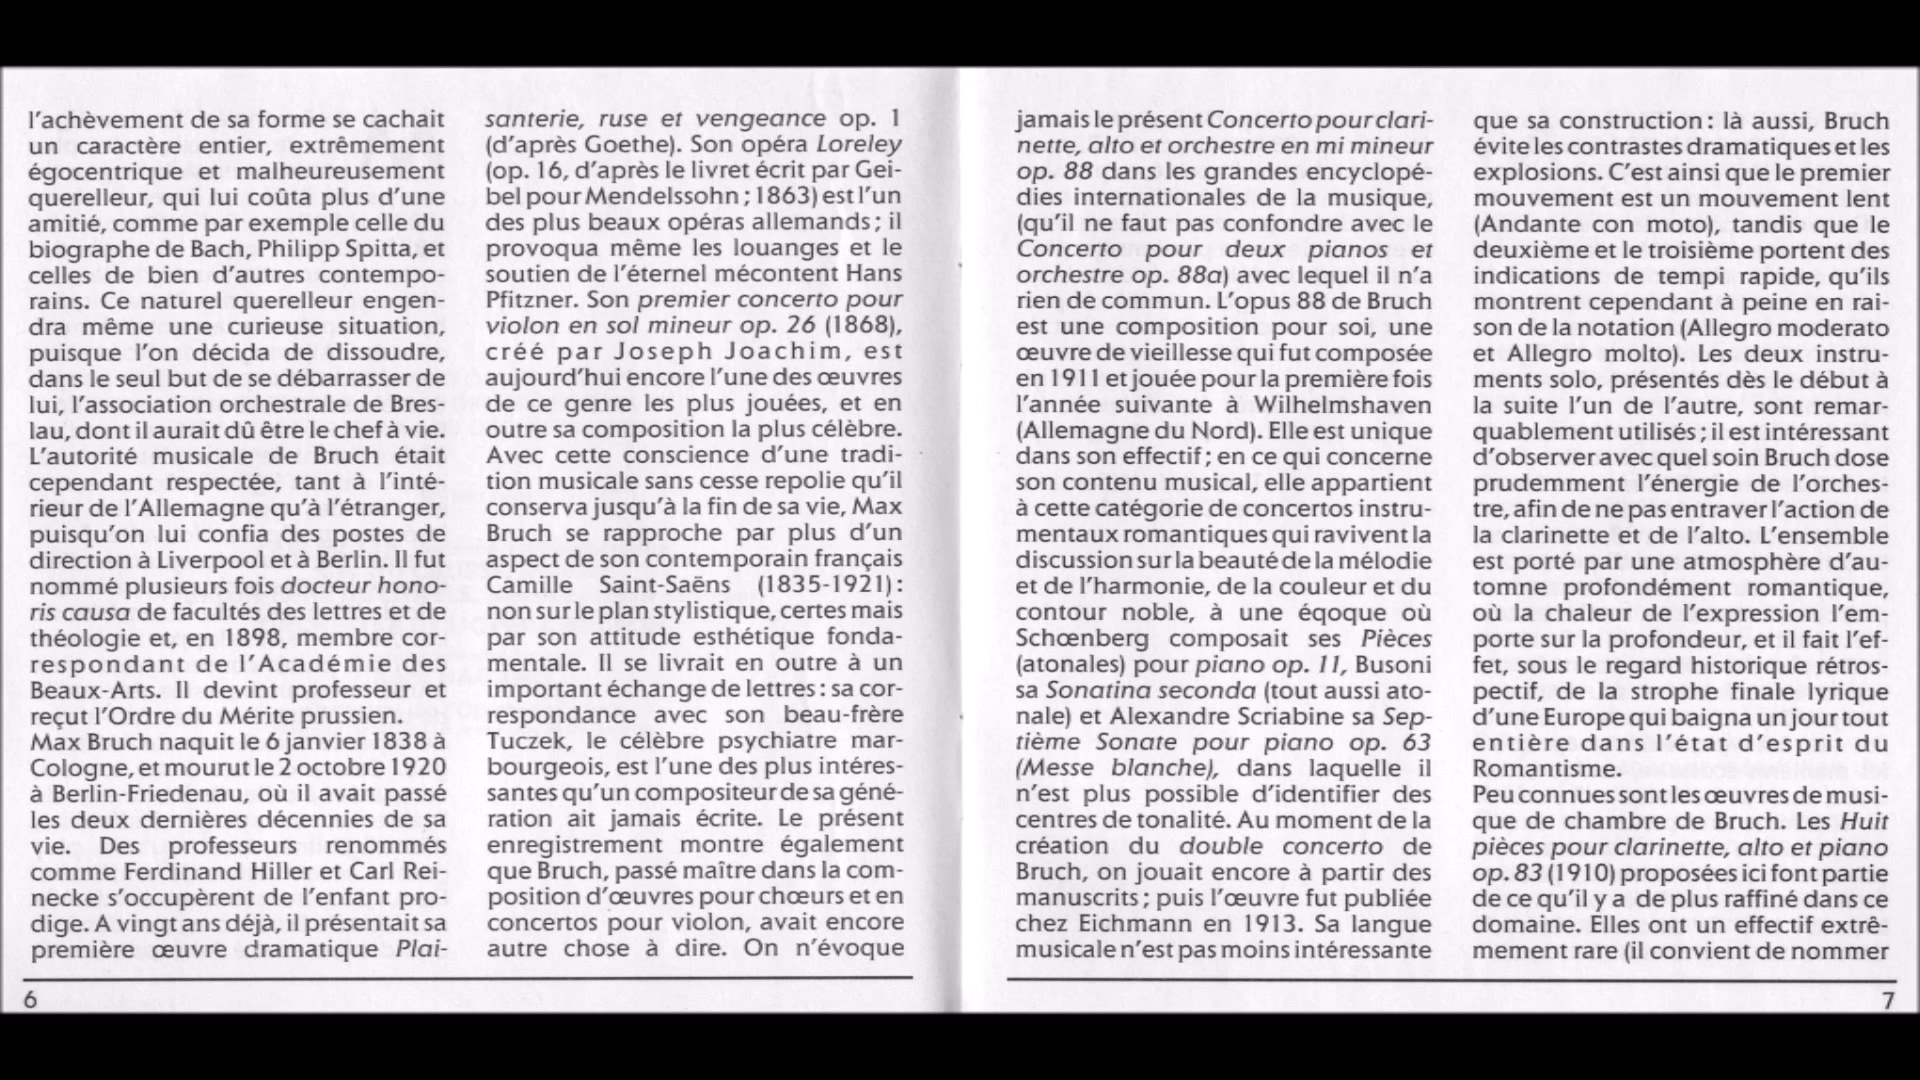 l'achèvement de sa forme se cachait
un caractère entier, extrêmement
égocentrique et malheureusement
querelleur, qui lui coûta plus d'une
amitié, comme par exemple celle du
biographe de Bach, Philipp Spitta, et
celles de bien d'autres contempo-
rains. Ce naturel querelleur engen-
dra même une curieuse situation,
puisque l'on décida de dissoudre,
dans le seul but de se débarrasser de
lui, l'association orchestrale de Bres-
lau, dont il aurait dû être le chef à vie.
L'autorité musicale de Bruch était
cependant respectée, tant à l'inté-
rieur de l'Allemagne qu'à l'étranger,
puisqu'on lui confia des postes de
direction à Liverpool et à Berlin. Il fut
nommé plusieurs fois docteur hono-
ris causa de facultés des lettres et de
théologie et, en 1898, membre cor-
respondant de l'Académie des
Beaux-Arts. Il devint professeur et
reçut l'Ordre du Mérite prussien.
Max Bruch naquit le 6 janvier 1838 à
Cologne, et mourut le 2 octobre 1920
à Berlin-Friedenau, où il avait passé
les deux dernières décennies de sa
vie. Des professeurs renommés
comme Ferdinand Hiller et Carl Rei-
necke s'occupèrent de l'enfant pro-
dige. A vingt ans déjà, il présentait sa
première œuvre dramatique Plai-
santerie, ruse et vengeance op. 1
(d'après Goethe). Son opéra Loreley
(op. 16, d'après le livret écrit par Gei-
bel pour Mendelssohn ; 1863) est l'un
des plus beaux opéras allemands ; il
provoqua même les louanges et le
soutien de l'éternel mécontent Hans
Pfitzner. Son premier concerto pour
violon en sol mineur op. 26 (1868),
créé par Joseph Joachim, est
aujourd'hui encore l'une des œuvres
de ce genre les plus jouées, et en
outre sa composition la plus célèbre.
Avec cette conscience d'une tradi-
tion musicale sans cesse repolie qu'il
conserva jusqu'à la fin de sa vie, Max
Bruch se rapproche par plus d'un
aspect de son contemporain français
Camille Saint-Saëns (1835-1921) :
non sur le plan stylistique, certes mais
par son attitude esthétique fonda-
mentale. Il se livrait en outre à un
important échange de lettres : sa cor-
respondance avec son beau-frère
Tuczek, le célèbre psychiatre mar-
bourgeois, est l'une des plus intéres-
santes qu'un compositeur de sa géné-
ration ait jamais écrite. Le présent
enregistrement montre également
que Bruch, passé maître dans la com-
position d'œuvres pour chœurs et en
concertos pour violon, avait encore
autre chose à dire. On n'évoque
6
jamais le présent Concerto pour clari-
nette, alto et orchestre en mi mineur
op. 88 dans les grandes encyclopé-
dies internationales de la musique,
(qu'il ne faut pas confondre avec le
Concerto pour deux pianos et
orchestre op. 88a) avec lequel il n'a
rien de commun. L'opus 88 de Bruch
est une composition pour soi, une
œuvre de vieillesse qui fut composée
en 1911 et jouée pour la première fois
l'année suivante à Wilhelmshaven
(Allemagne du Nord). Elle est unique
dans son effectif ; en ce qui concerne
son contenu musical, elle appartient
à cette catégorie de concertos instru-
mentaux romantiques qui ravivent la
discussion sur la beauté de la mélodie
et de l'harmonie, de la couleur et du
contour noble, à une éqoque où
Schœnberg composait ses Pièces
(atonales) pour piano op. 11, Busoni
sa Sonatina seconda (tout aussi ato-
nale) et Alexandre Scriabine sa Sep-
tième Sonate pour piano op. 63
(Messe blanche), dans laquelle il
n'est plus possible d'identifier des
centres de tonalité. Au moment de la
création du double concerto de
Bruch, on jouait encore à partir des
manuscrits ; puis l'œuvre fut publiée
chez Eichmann en 1913. Sa langue
musicale n'est pas moins intéressante
que sa construction : là aussi, Bruch
évite les contrastes dramatiques et les
explosions. C'est ainsi que le premier
mouvement est un mouvement lent
(Andante con moto), tandis que le
deuxième et le troisième portent des
indications de tempi rapide, qu'ils
montrent cependant à peine en rai-
son de la notation (Allegro moderato
et Allegro molto). Les deux instru-
ments solo, présentés dès le début à
la suite l'un de l'autre, sont remar-
quablement utilisés ; il est intéressant
d'observer avec quel soin Bruch dose
prudemment l'énergie de l'orches-
tre, afin de ne pas entraver l'action de
la clarinette et de l'alto. L'ensemble
est porté par une atmosphère d'au-
tomne profondément romantique,
où la chaleur de l'expression l'em-
porte sur la profondeur, et il fait l'ef-
fet, sous le regard historique rétros-
pectif, de la strophe finale lyrique
d'une Europe qui baigna un jour tout
entière dans l'état d'esprit du
Romantisme.
Peu connues sont les œuvres de musi-
que de chambre de Bruch. Les Huit
pièces pour clarinette, alto et piano
op. 83 (1910) proposées ici font partie
de ce qu'il y a de plus raffiné dans ce
domaine. Elles ont un effectif extrê-
mement rare (il convient de nommer
7